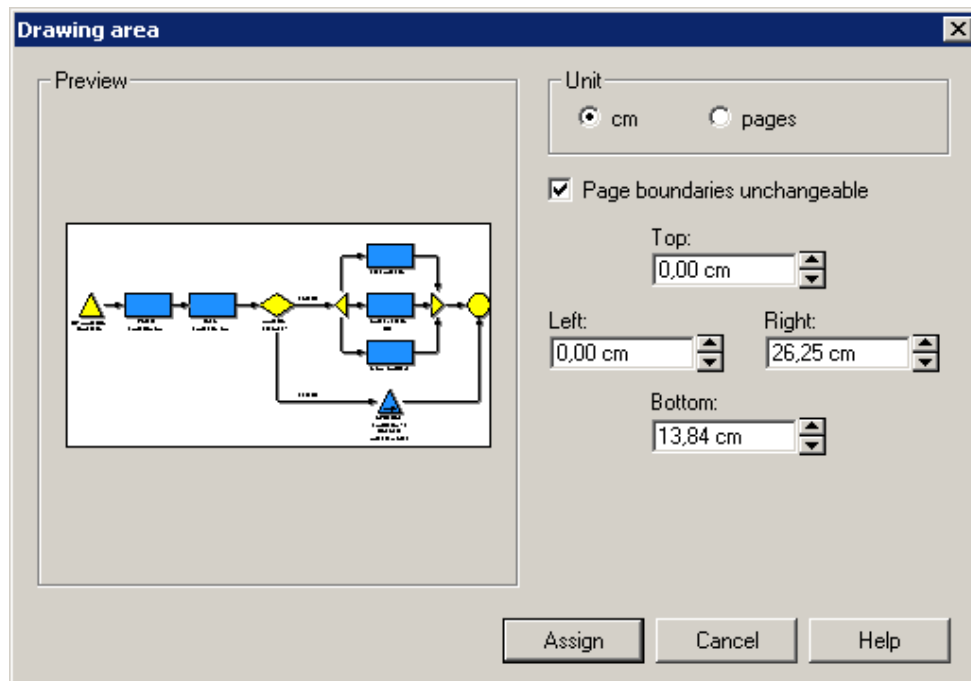 Drawing area
Preview
Unit
cm
pages
Page boundaries unchangeable
Top:
0,00 cm
Left:
Right:
0,00 cm
26,25 cm
Bottom:
13,84 cm
Assign
Cancel
Help